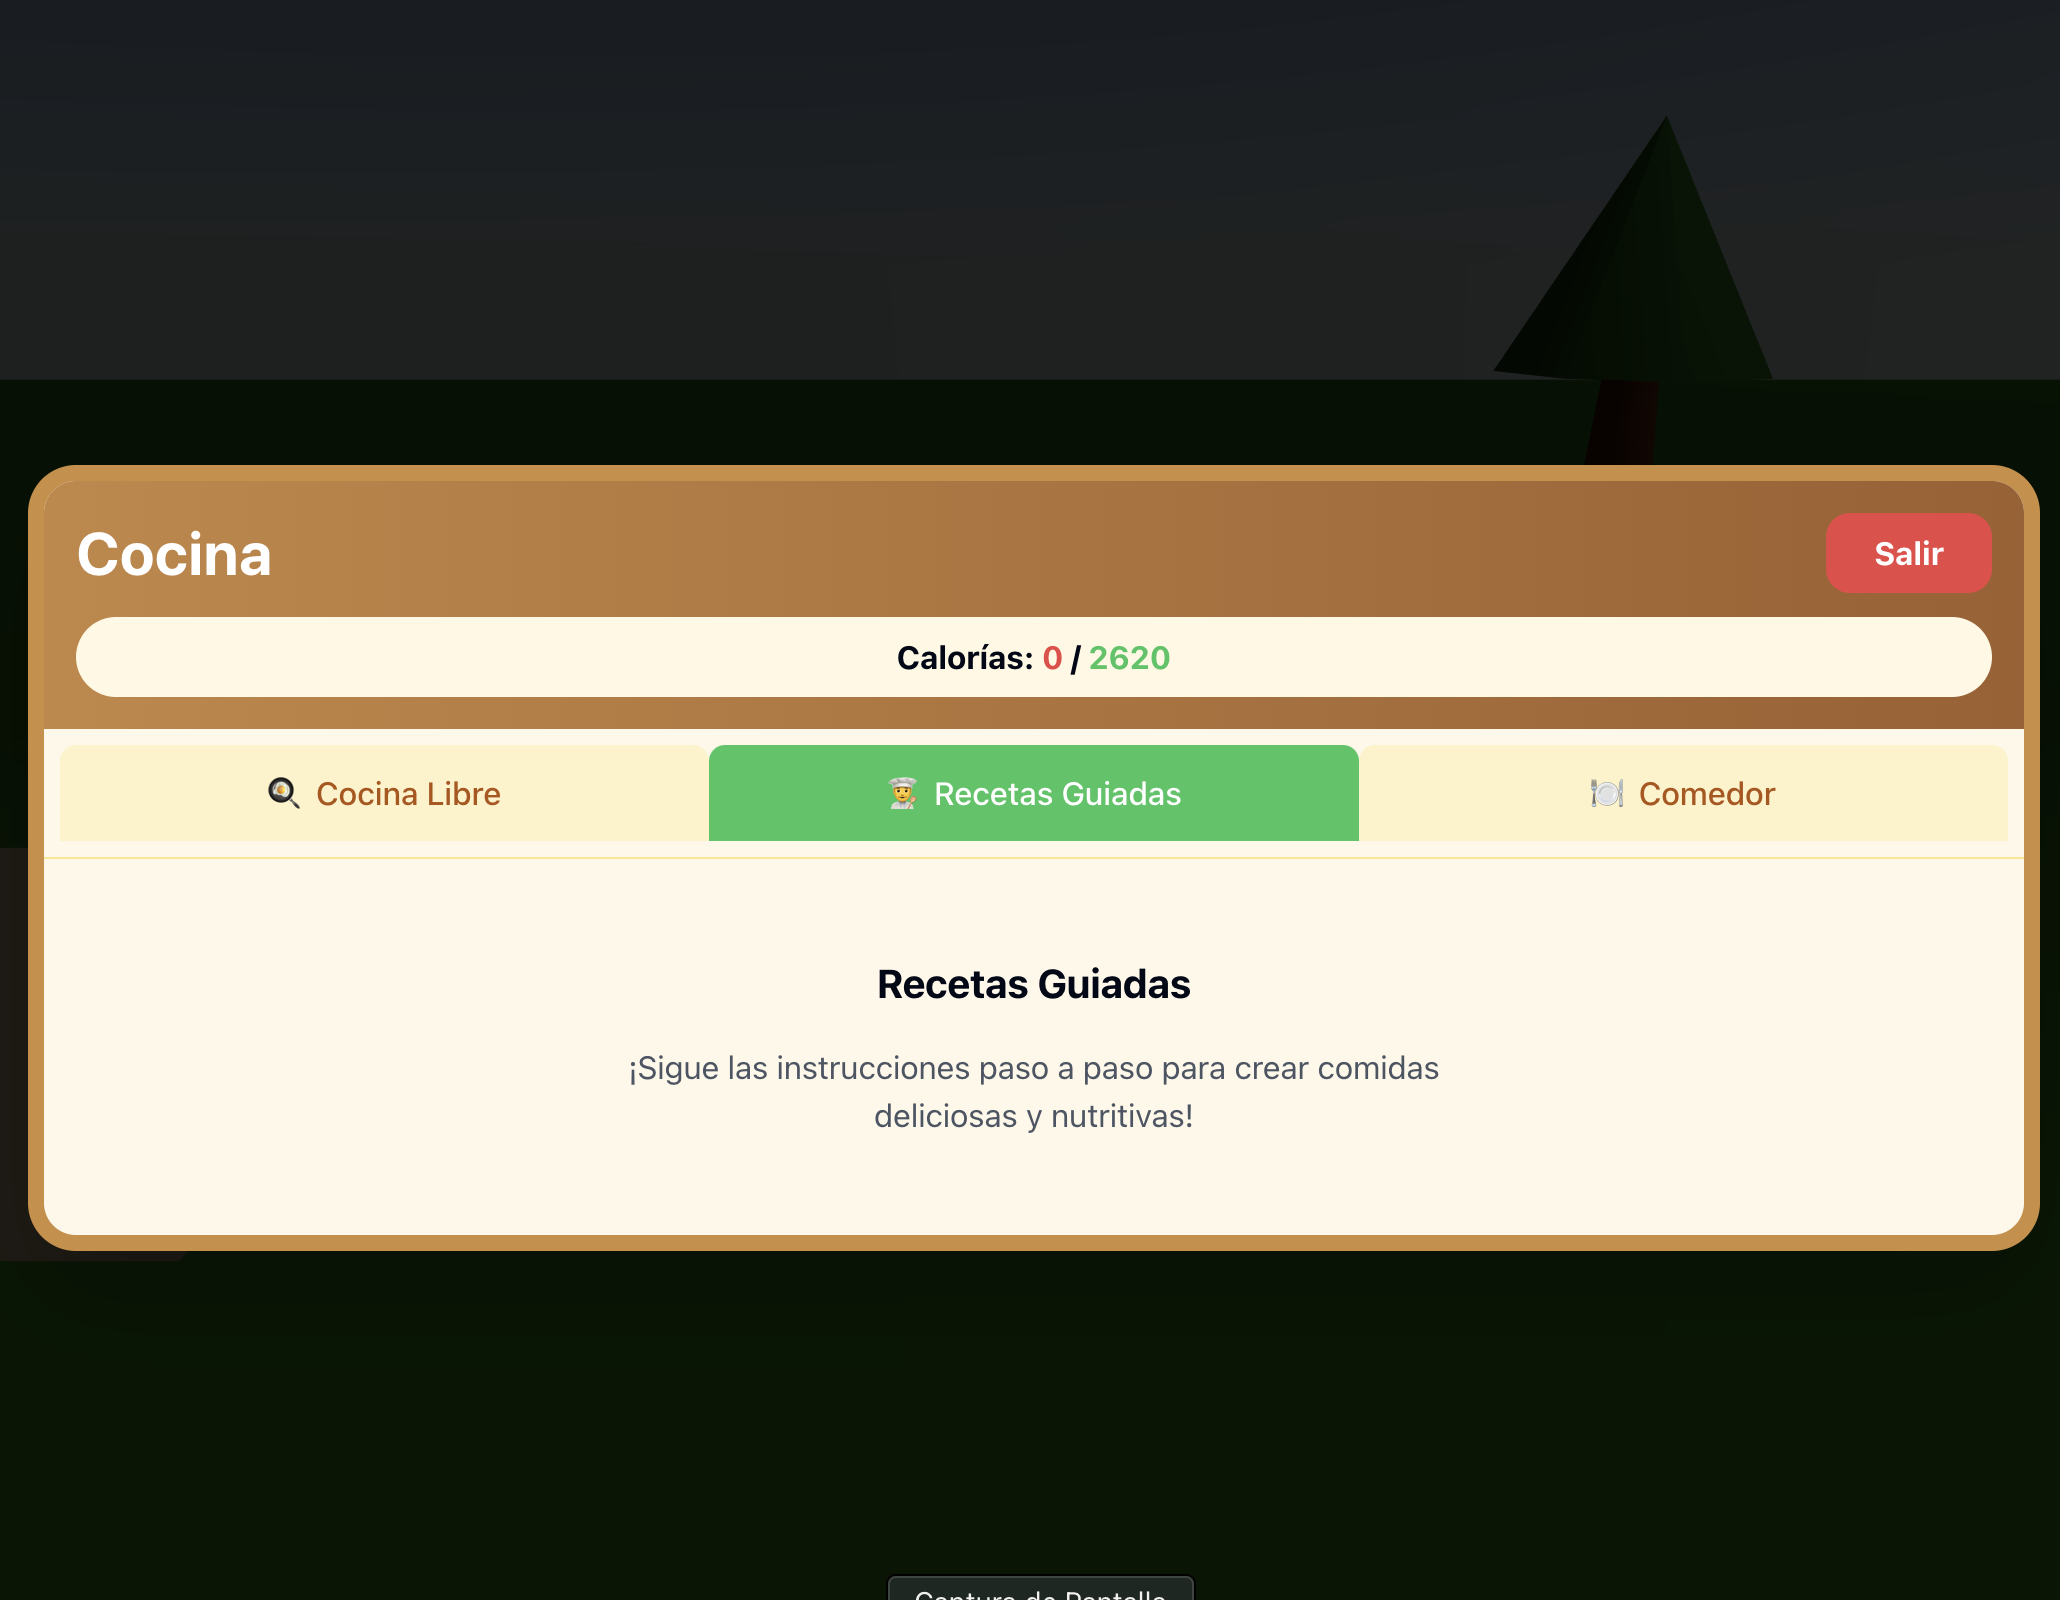 Cocina
Salir
Calorías: 0 / 2620
Cocina Libre
Recetas Guiadas
Comedor
Recetas Guiadas
¡Sigue las instrucciones paso a paso para crear comidas
deliciosas y nutritivas!
Captura de Pantalla